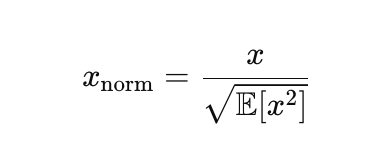 x_norm = x / √(𝔼[x²])